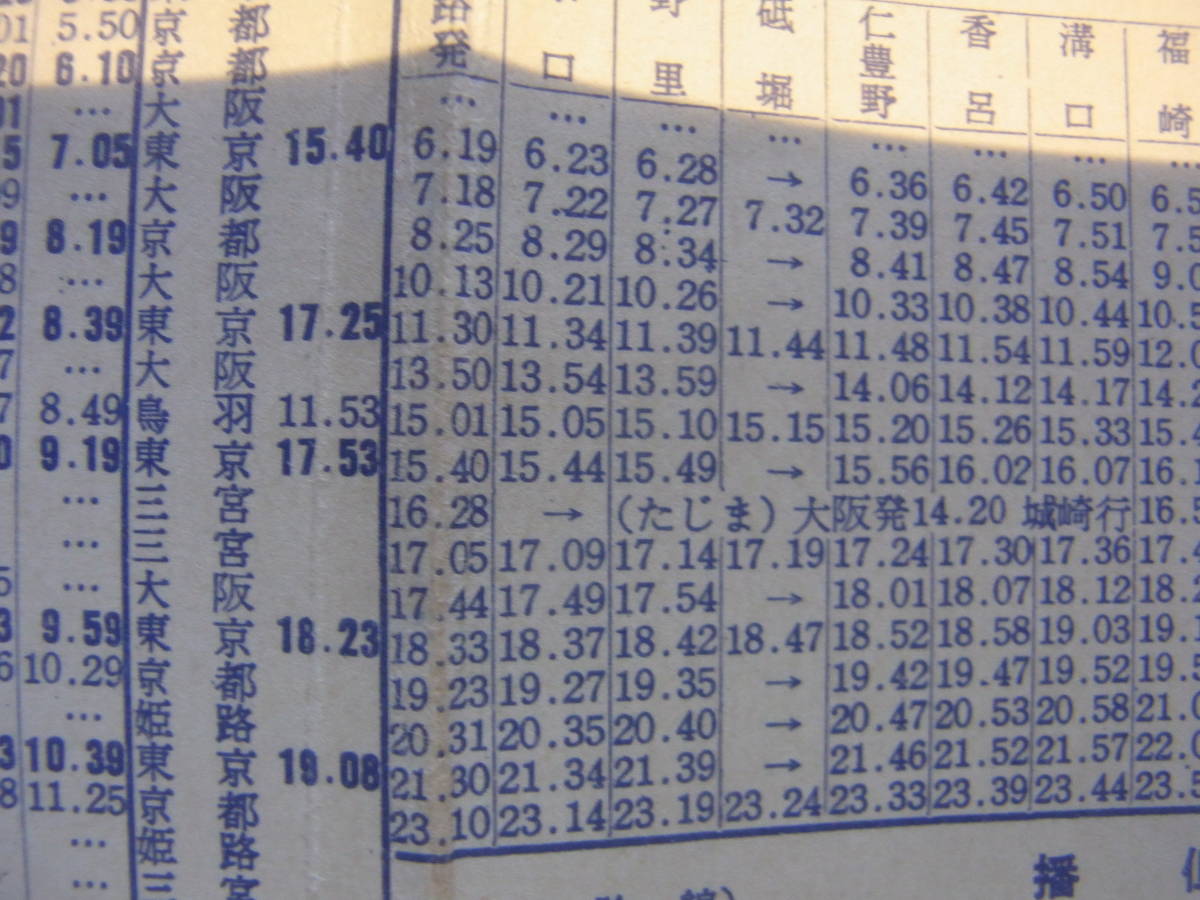 5.50 京都
6.10 京都
… 大阪
7.05 東京 15.40
… 大阪
8.19 京都
… 大阪
8.39 東京 17.25
… 大阪
8.49 鳥羽 11.53
9.19 東京 17.53
… 三宮
… 三宮
… 大阪
9.59 東京 18.23
10.29 京都
… 姫路
10.39 東京 19.08
11.25 京都
… 姫路
… 三宮
路発 口 野里 砥堀 仁豊野 香呂 溝口 福崎
… … … … … … … …
6.19 6.23 6.28 → 6.36 6.42 6.50
7.18 7.22 7.27 7.32 7.39 7.45 7.51
8.25 8.29 8.34 → 8.41 8.47 8.54
10.13 10.21 10.26 → 10.33 10.38 10.44
11.30 11.34 11.39 11.44 11.48 11.54 11.59
13.50 13.54 13.59 → 14.06 14.12 14.17
15.01 15.05 15.10 15.15 15.20 15.26 15.33
15.40 15.44 15.49 → 15.56 16.02 16.07
16.28 → (たじま) 大阪発14.20 城崎行
17.05 17.09 17.14 17.19 17.24 17.30 17.36
17.44 17.49 17.54 → 18.01 18.07 18.12
18.33 18.37 18.42 18.47 18.52 18.58 19.03
19.23 19.27 19.35 → 19.42 19.47 19.52
20.31 20.35 20.40 → 20.47 20.53 20.58
21.30 21.34 21.39 → 21.46 21.52 21.57
23.10 23.14 23.19 23.24 23.33 23.39 23.44
播